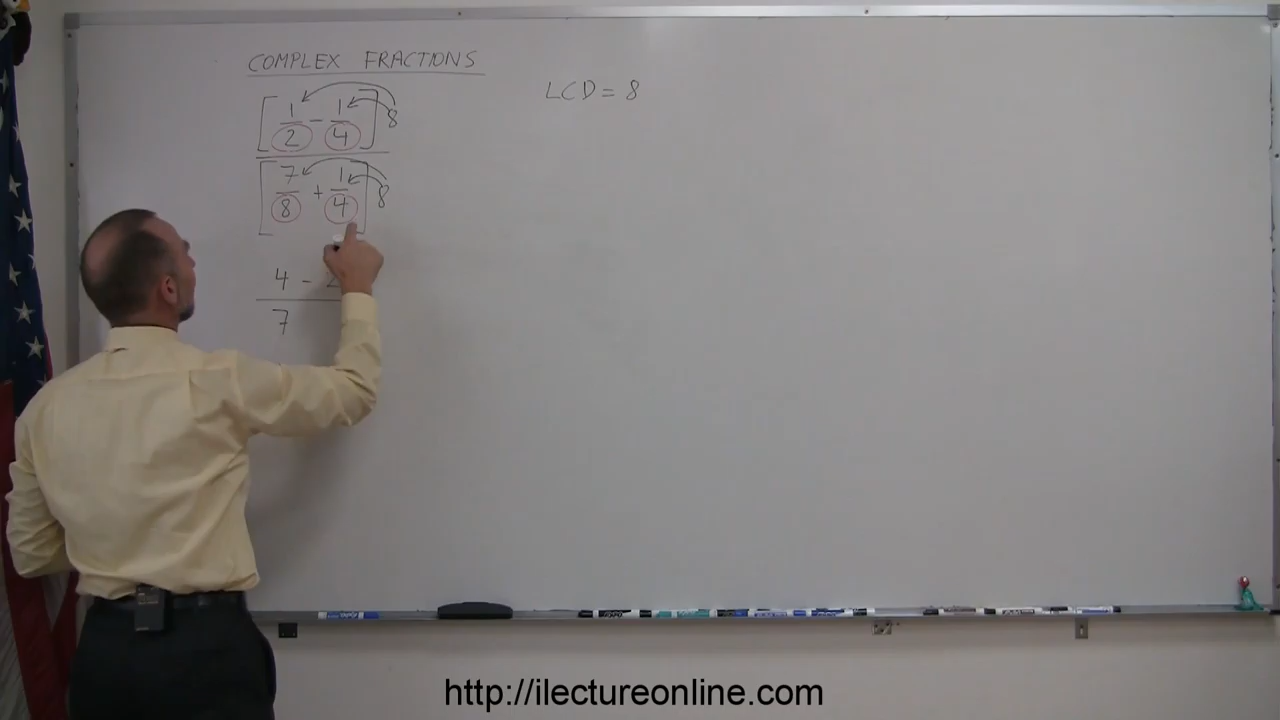 COMPLEX FRACTIONS
LCD = 8
[1/2 - 1/4] 8
[7/8 + 1/4] 8
4 -
7
http://ilectureonline.com